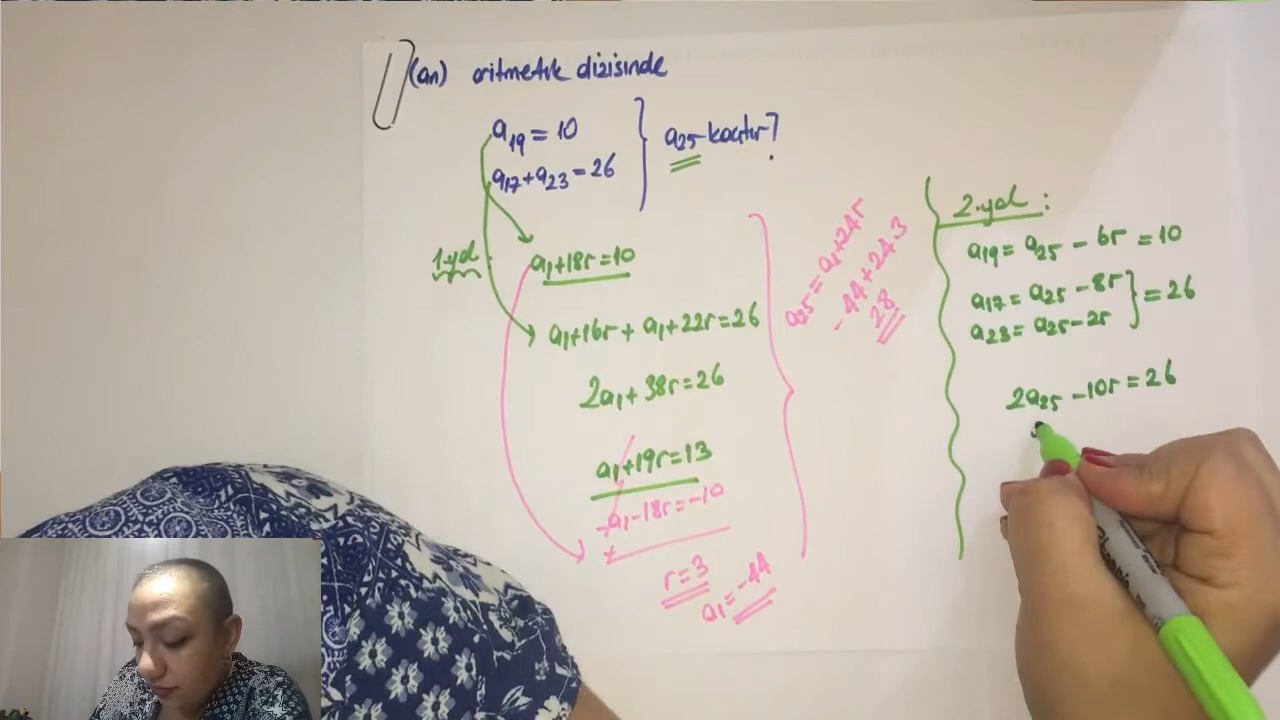 (an) aritmetik dizisinde
a19 = 10
a17 + a23 = 26
a25 kaçtır?
1.yol
a1 + 18r = 10
a1 + 16r + a1 + 22r = 26
2a1 + 38r = 26
a1 + 19r = 13
-a1 - 18r = -10
r = 3
a1 = -44
a25 = a1 + 24r
-44 + 24.3
28
2.yol :
a19 = a25 - 6r = 10
a17 = a25 - 8r
a23 = a25 - 2r
= 26
2a25 - 10r = 26